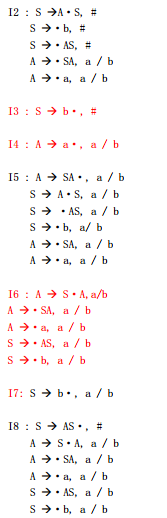 I2 : S →A·S, #
S →·b, #
S →·AS, #
A →·SA, a / b
A →·a, a / b
I3 : S → b·, #
I4 : A → a·, a / b
I5 : A → SA·, a / b
S → A·S, a / b
S → ·AS, a / b
S →·b, a/ b
A →·SA, a / b
A →·a, a / b
I6 : A → S·A,a/b
A →·SA, a / b
A →·a, a / b
S →·AS, a / b
S →·b, a / b
I7: S → b·, a / b
I8 : S → AS·, #
A → S·A, a / b
A →·SA, a / b
A →·a, a / b
S →·AS, a / b
S →·b, a / b